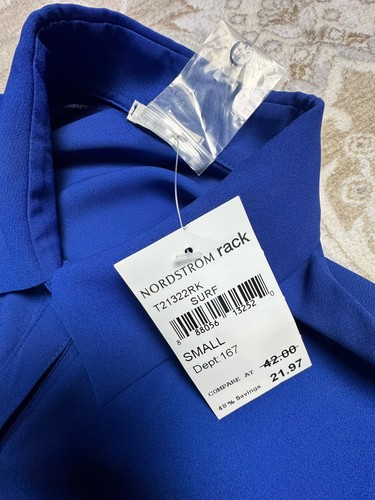 NORDSTROM rack
T21322RK
SURF
8 88056 13252 0
SMALL
Dept:167
COMPARE AT 42.00
48% Savings 21.97